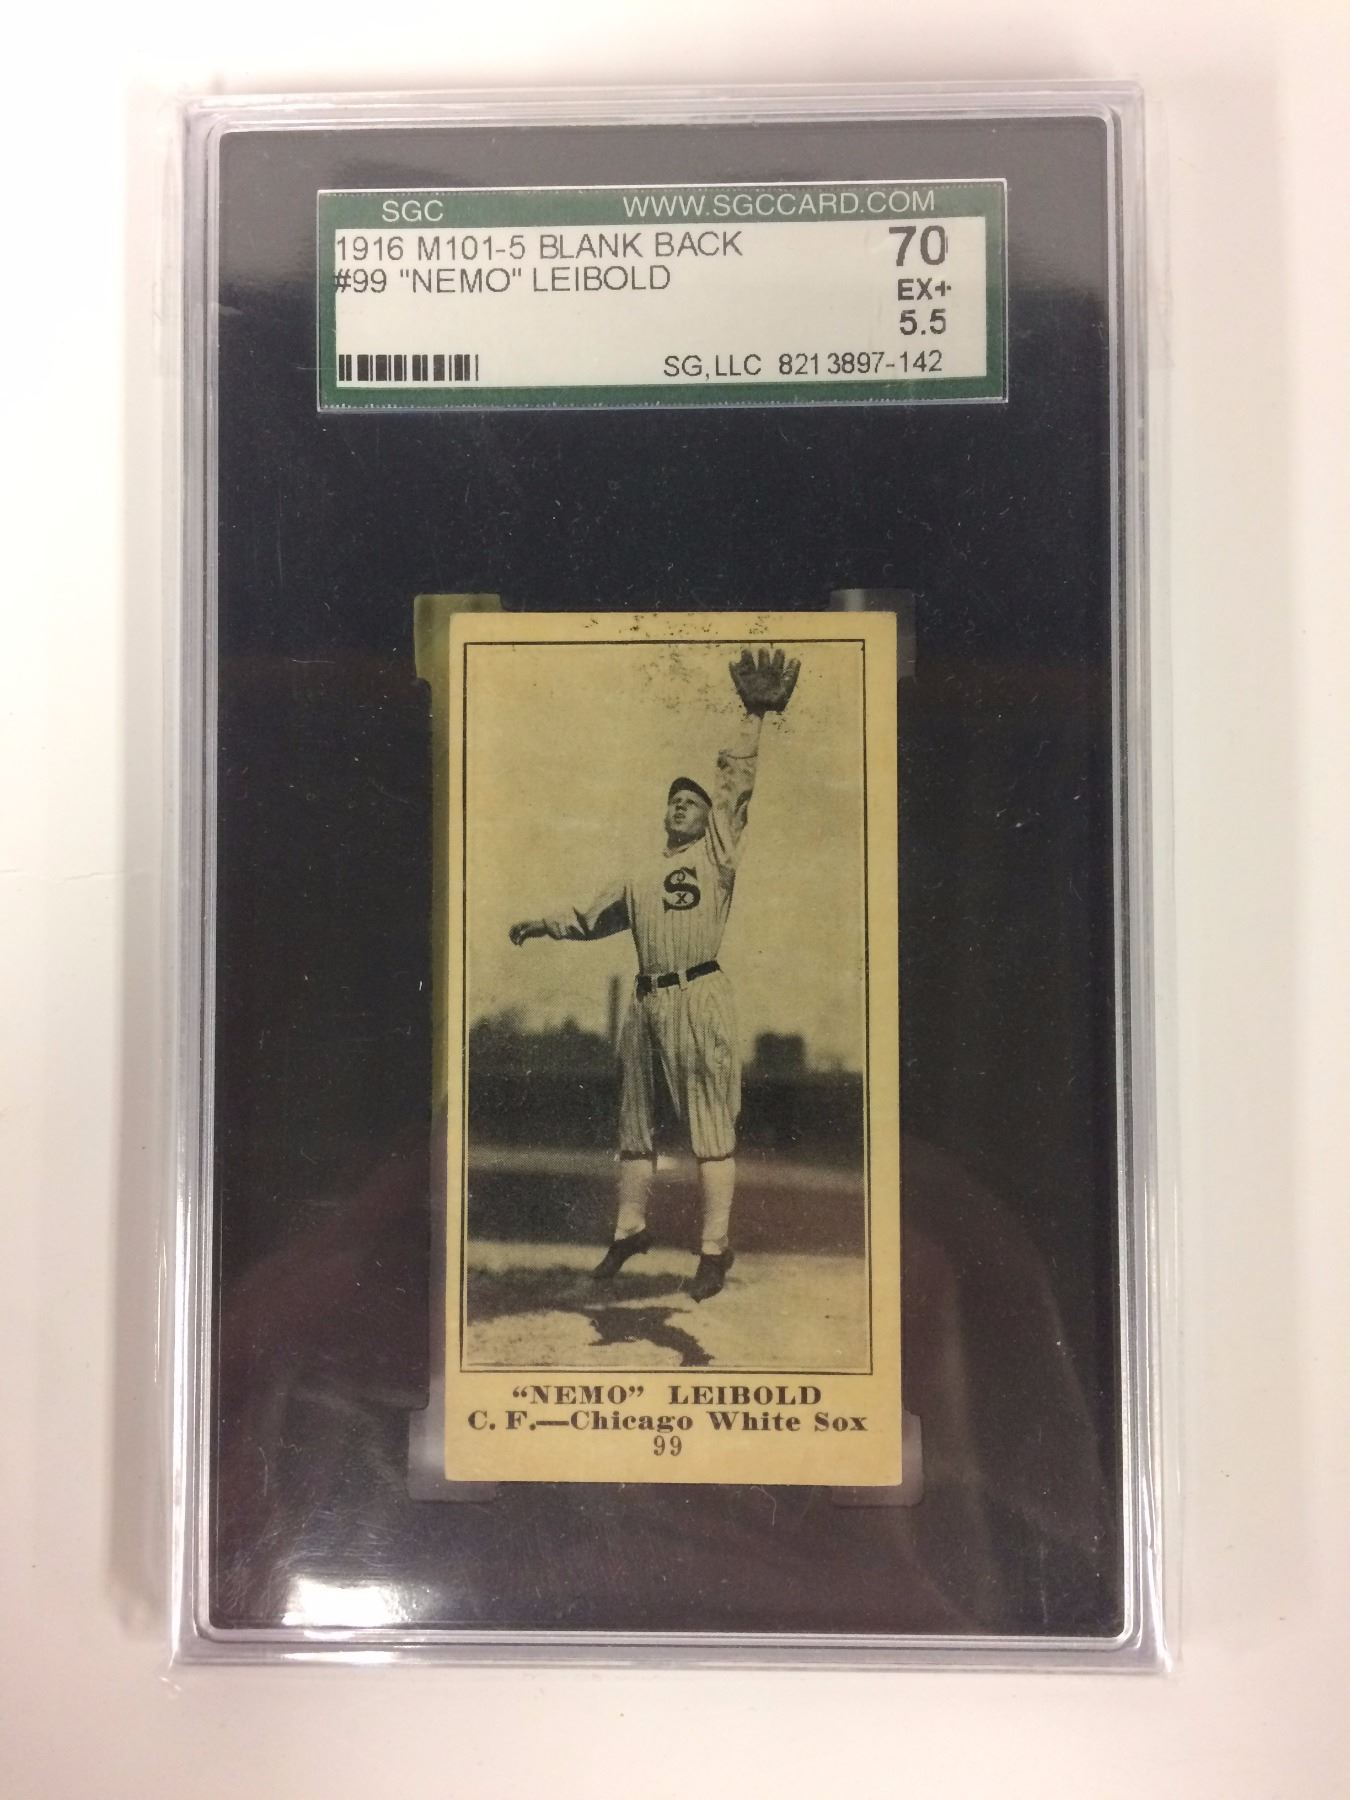 SGC WWW.SGCCARD.COM
1916 M101-5 BLANK BACK 70
#99 "NEMO" LEIBOLD EX+
5.5
SG,LLC 8213897-142
SOX
“NEMO” LEIBOLD
C. F.—Chicago White Sox
99